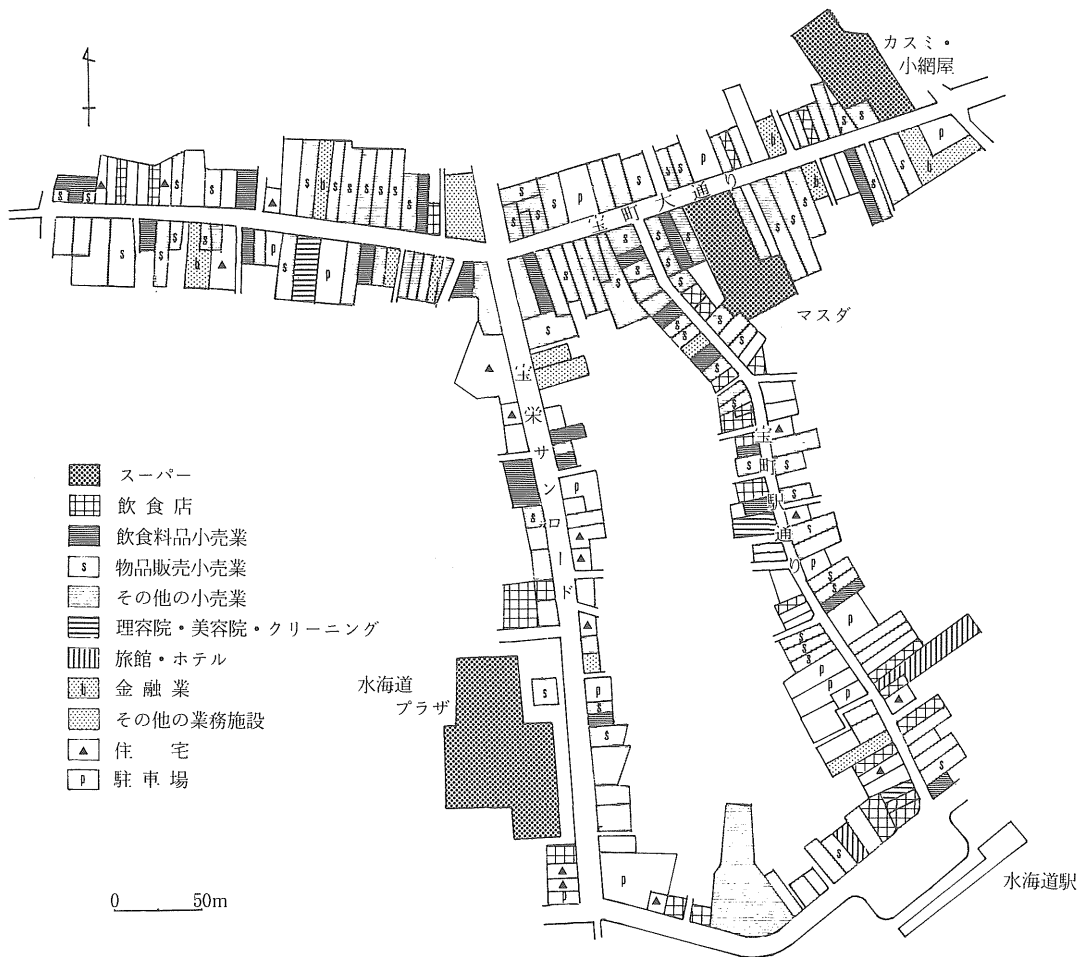 カスミ・
小網屋
宝町大通り
マスダ
宝栄サンロード
宝町駅通り
スーパー
飲食店
飲食料品小売業
s 物品販売小売業
その他の小売業
理容院・美容院・クリーニング
旅館・ホテル
b 金融業
その他の業務施設
住宅
p 駐車場
水海道
プラザ
水海道駅
0 50m